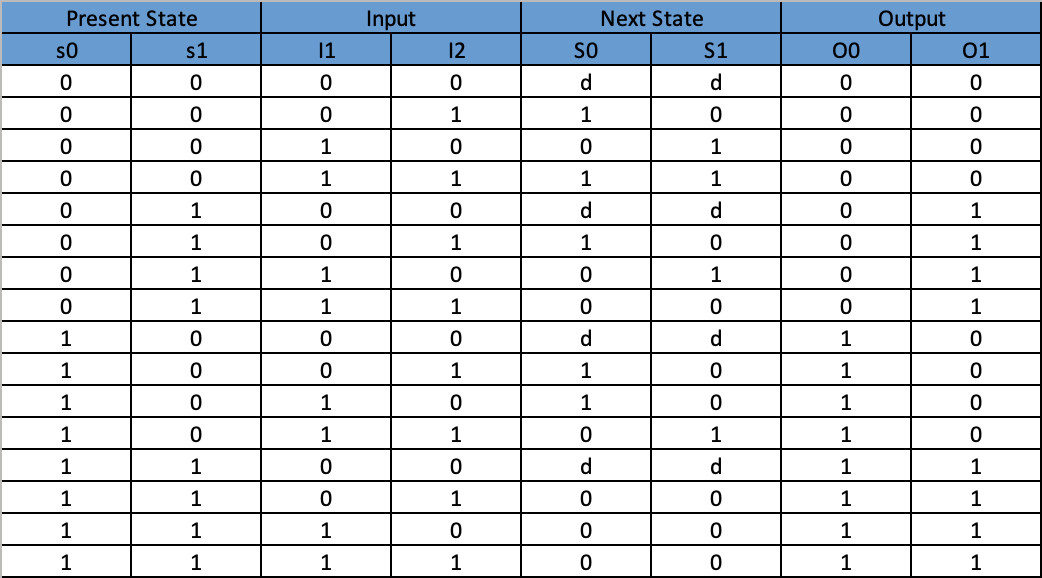 Present State Input Next State Output
s0 s1 I1 I2 S0 S1 O0 O1
0 0 0 0 d d 0 0
0 0 0 1 1 0 0 0
0 0 1 0 0 1 0 0
0 0 1 1 1 1 0 0
0 1 0 0 d d 0 1
0 1 0 1 1 0 0 1
0 1 1 0 0 1 0 1
0 1 1 1 0 0 0 1
1 0 0 0 d d 1 0
1 0 0 1 1 0 1 0
1 0 1 0 1 0 1 0
1 0 1 1 0 1 1 0
1 1 0 0 d d 1 1
1 1 0 1 0 0 1 1
1 1 1 0 0 0 1 1
1 1 1 1 0 0 1 1